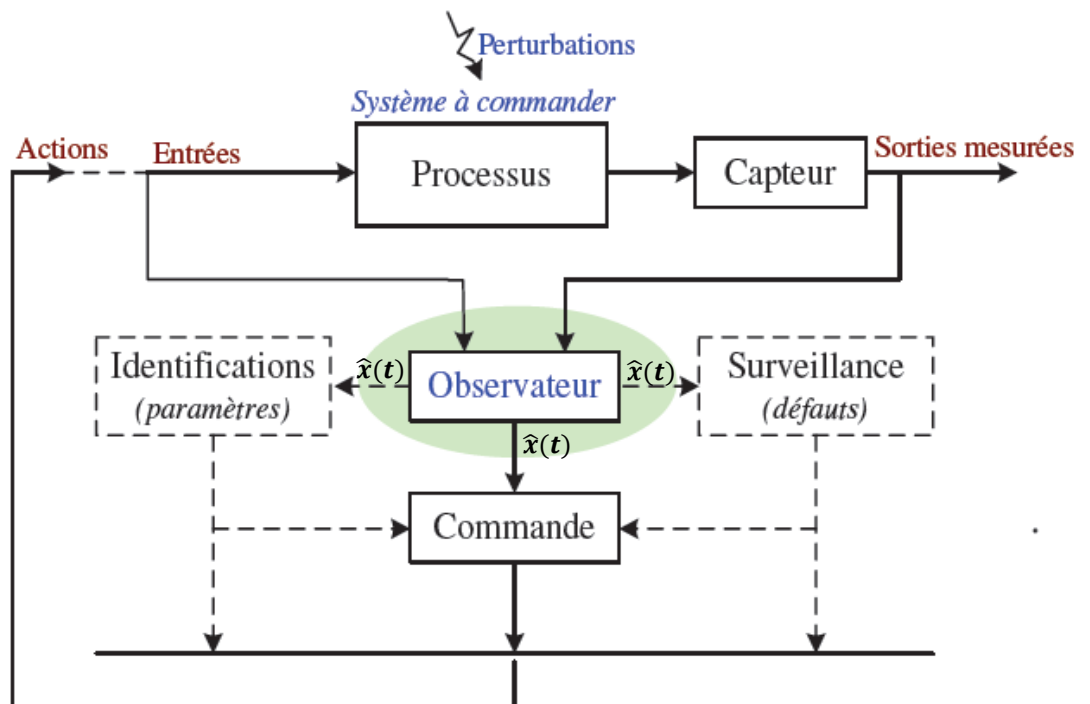 Perturbations
Système à commander
Actions
Entrées
Processus
Capteur
Sorties mesurées
Identifications
(paramètres)
x̂(t)
Observateur
x̂(t)
Surveillance
(défauts)
x̂(t)
Commande